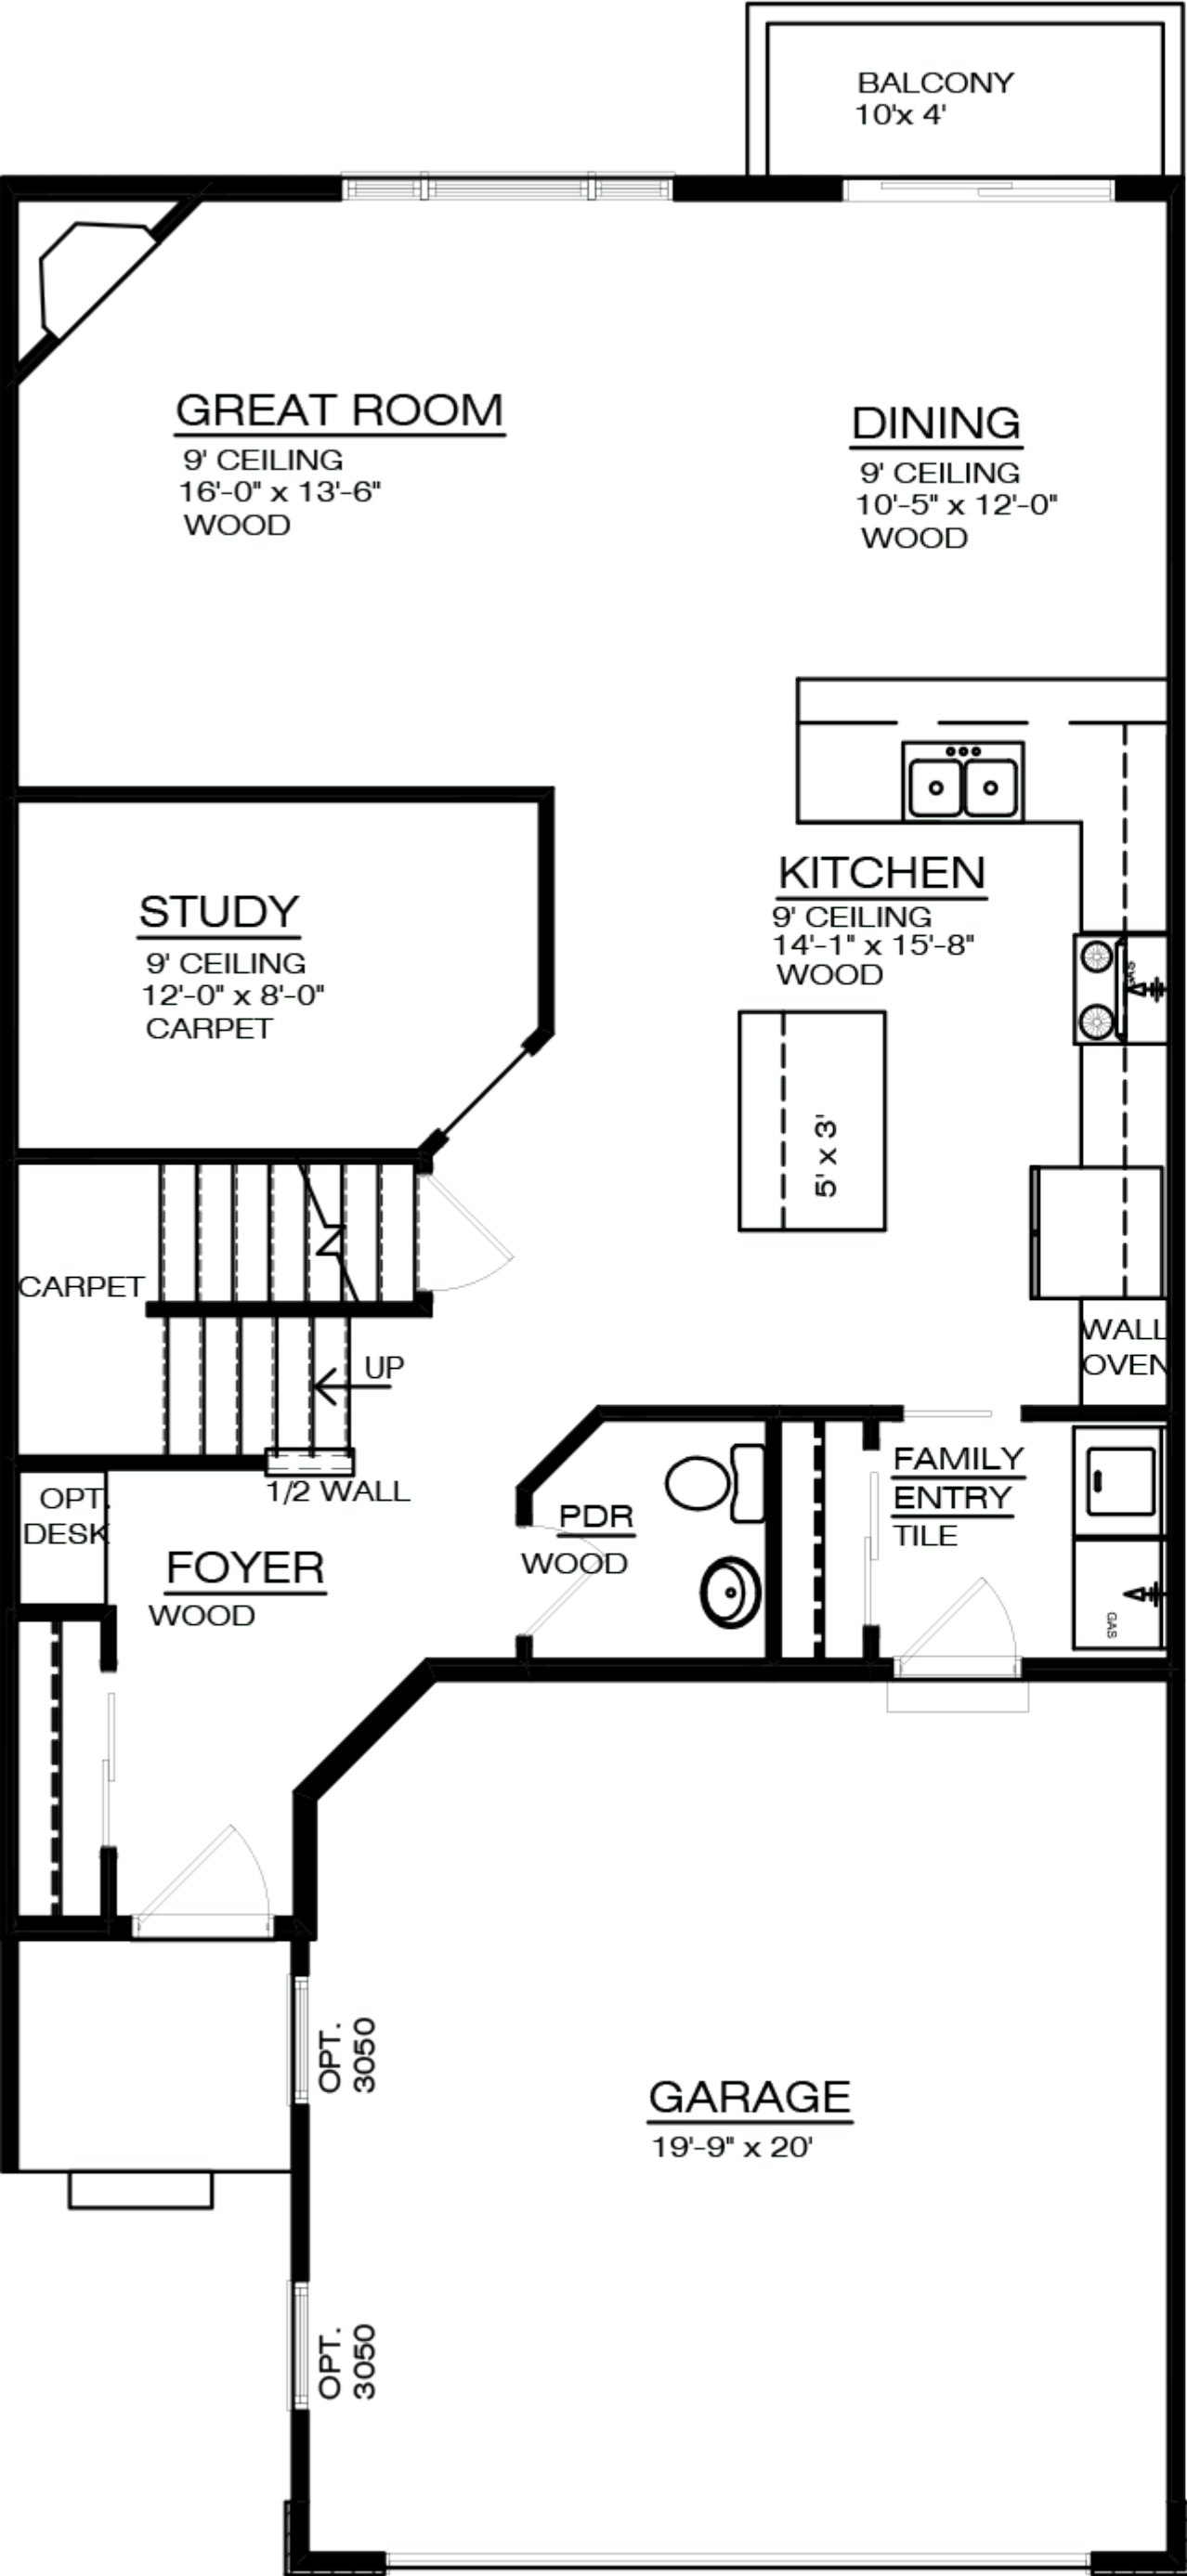 BALCONY
10'x 4'
GREAT ROOM
9' CEILING
16'-0" x 13'-6"
WOOD
DINING
9' CEILING
10'-5" x 12'-0"
WOOD
KITCHEN
9' CEILING
14'-1" x 15'-8"
WOOD
STUDY
9' CEILING
12'-0" x 8'-0"
CARPET
GAS
5' x 3'
CARPET
UP
WALL
OVEN
1/2 WALL
OPT.
DESK
FOYER
WOOD
PDR
WOOD
FAMILY
ENTRY
TILE
GAS
OPT.
3050
GARAGE
19'-9" x 20'
OPT.
3050